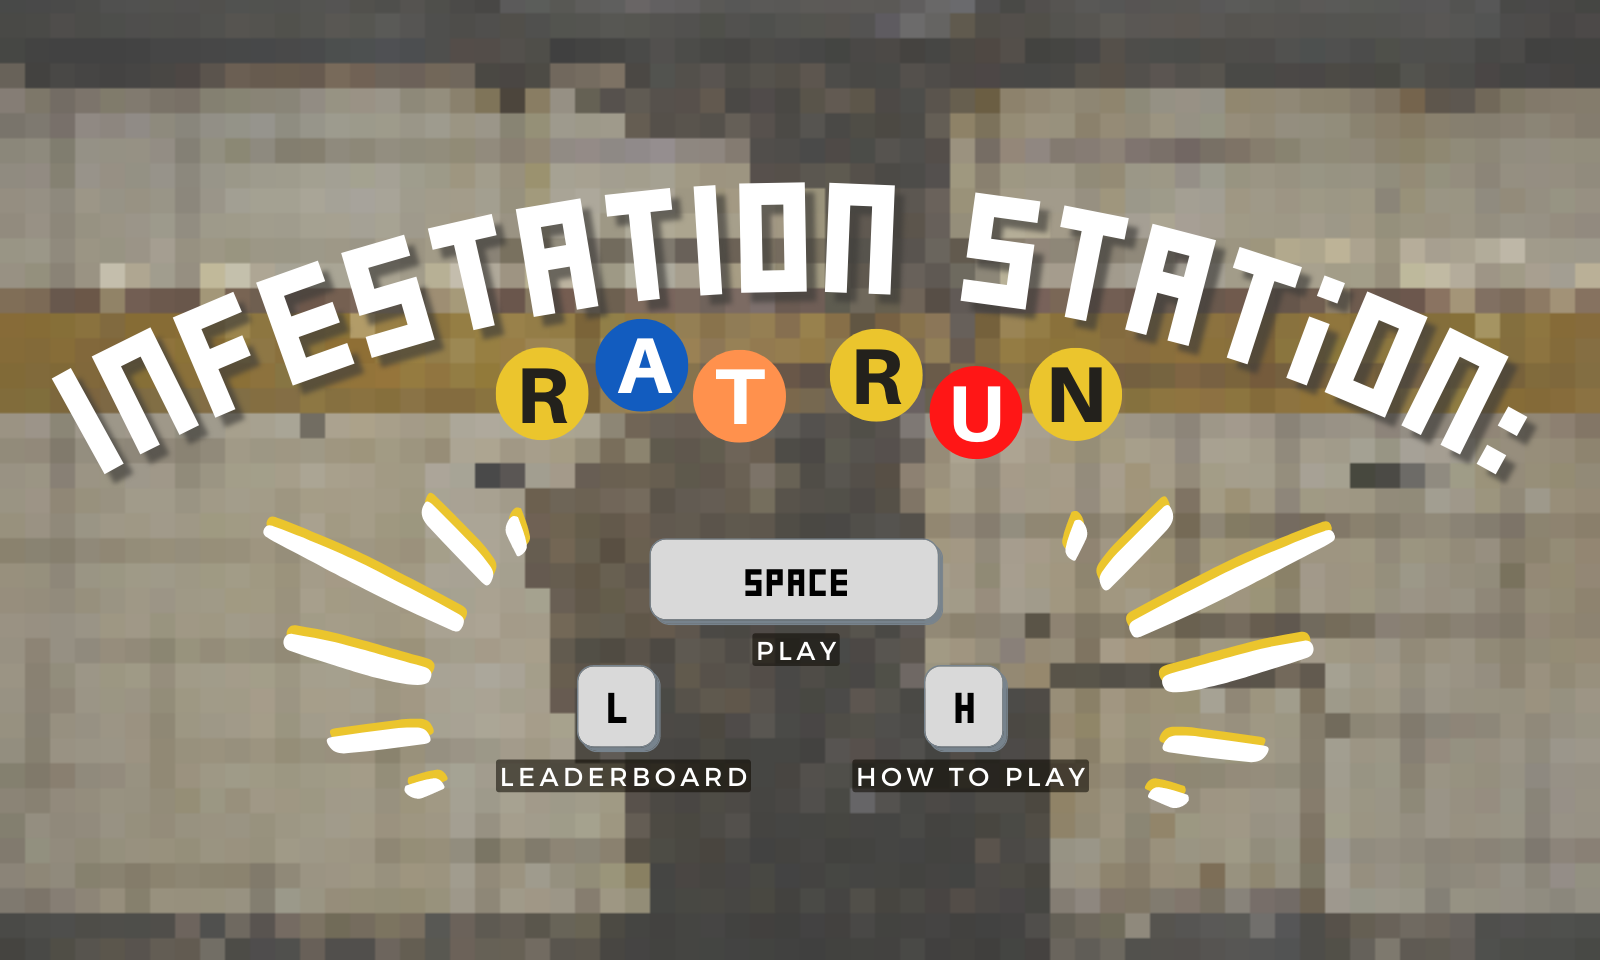 INFESTATION STATiON:
RAT RUN
SPACE
PLAY
L
H
LEADERBOARD
HOW TO PLAY